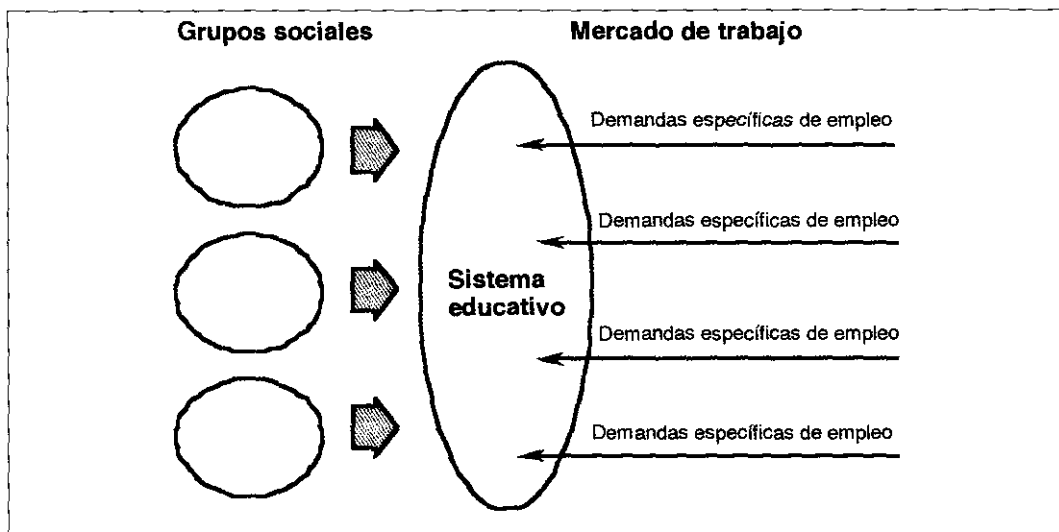 Grupos sociales
Mercado de trabajo
Demandas específicas de empleo
Demandas específicas de empleo
Sistema
educativo
Demandas específicas de empleo
Demandas específicas de empleo